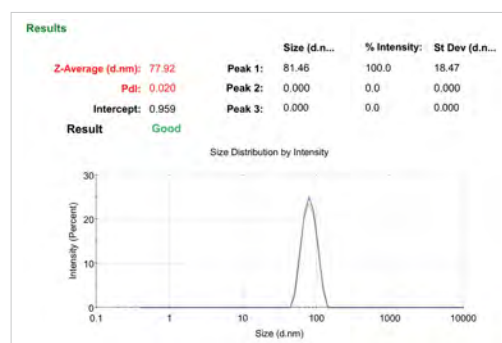 Results
Size (d.n... % Intensity: St Dev (d.n...
Z-Average (d.nm): 77.92 Peak 1: 81.46 100.0 18.47
PdI: 0.020 Peak 2: 0.000 0.0 0.000
Intercept: 0.959 Peak 3: 0.000 0.0 0.000
Result Good
Size Distribution by Intensity
Intensity (Percent)
30
20
10
0
0.1 1 10 100 1000 10000
Size (d.nm)